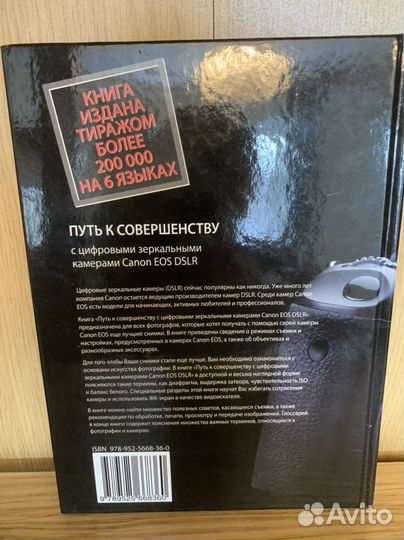 КНИГА
ИЗДАНА
ТИРАЖОМ
БОЛЕЕ
200 000
НА 6 ЯЗЫКАХ
ПУТЬ К СОВЕРШЕНСТВУ
с цифровыми зеркальными
камерами Canon EOS DSLR
Цифровые зеркальные камеры (DSLR) сейчас популярны как никогда. Уже много лет
компания Canon остается ведущим производителем камер DSLR. Среди камер Canon
EOS есть модели для начинающих, активных любителей и профессионалов.
Книга «Путь к совершенству с цифровыми зеркальными камерами Canon EOS DSLR»
предназначена для всех фотографов, которые хотят получать с помощью своей камеры
Canon EOS еще лучшие снимки. В книге приведены сведения о режимах съемки и
настройках, предусмотренных в камерах Canon EOS, а также об объективах и
разнообразных аксессуарах.
Для того чтобы Ваши снимки стали еще лучше, Вам необходимо ознакомиться с
основами искусства фотографии. В книге «Путь к совершенству с цифровыми
зеркальными камерами Canon EOS DSLR» в доступной и весьма наглядной форме
поясняются такие термины, как диафрагма, выдержка затвора, чувствительность ISO
и баланс белого. Специальные разделы этой книги научат Вас избегать сотрясения
камеры и использовать ЖК-экран в качестве видоискателя.
В книге можно найти множество полезных советов, касающихся съемки, а также
рекомендации по обработке, печати, просмотру и передаче изображений. Глоссарий
в конце книги содержит пояснения множества важных терминов, относящихся к
фотографии и камерам.
ISBN 978-952-5668-36-0
9 789525 668360
Avito